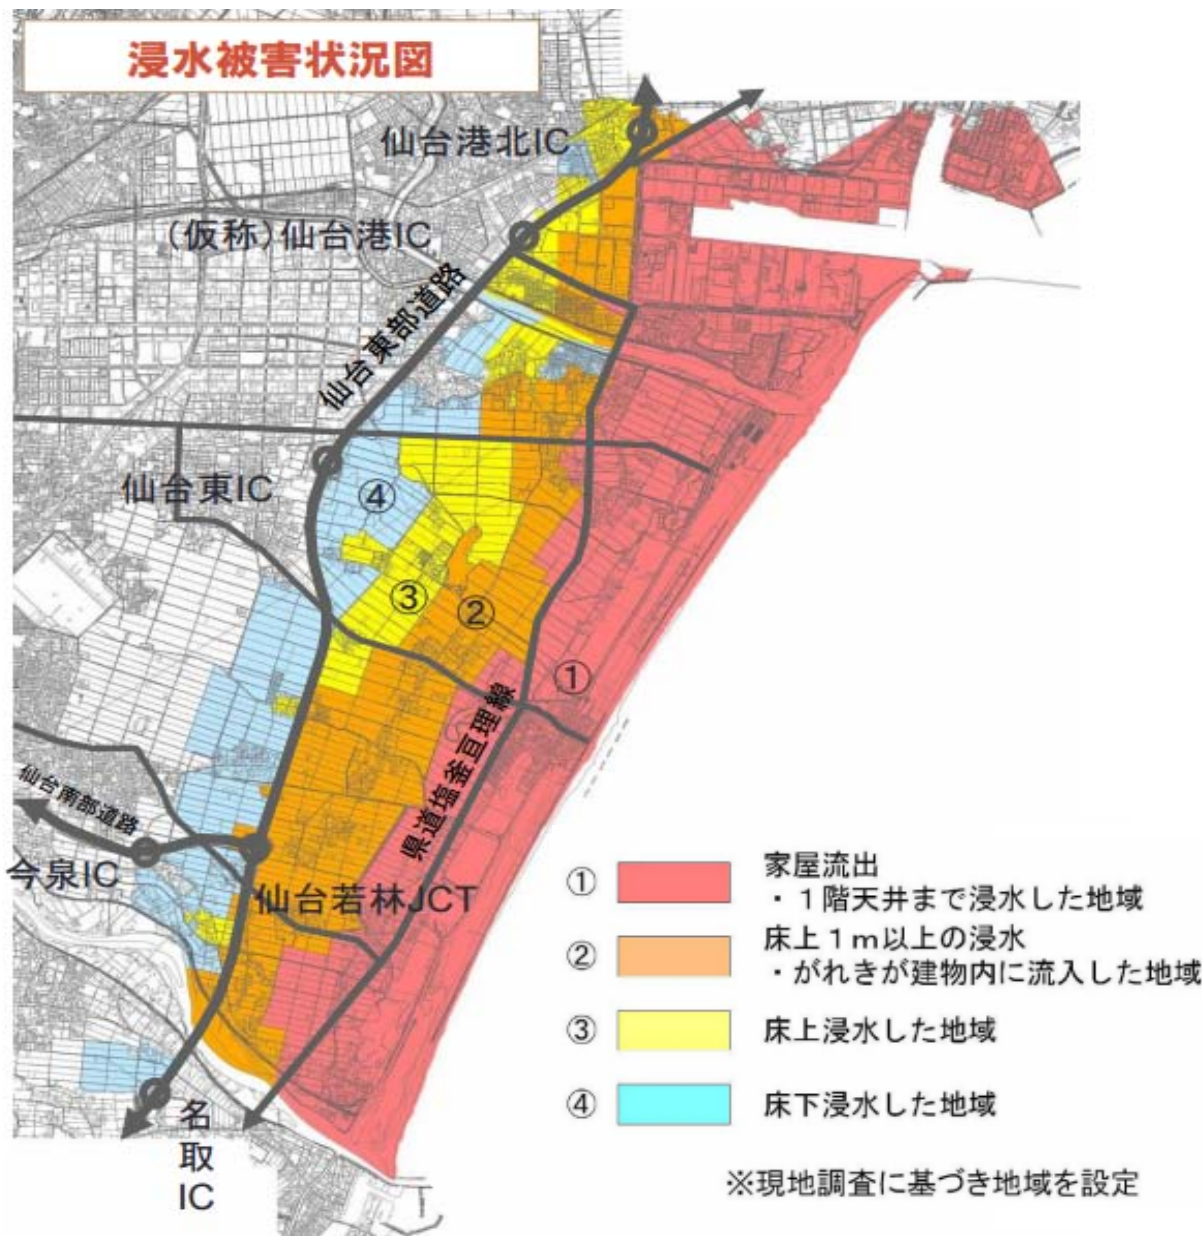 浸水被害状況図
仙台港北IC
(仮称)仙台港IC
仙台東部道路
仙台東IC
④
③
②
①
県道塩釜亘理線
仙台南部道路
今泉IC
仙台若林JCT
名取IC
① 家屋流出
・1階天井まで浸水した地域
② 床上1m以上の浸水
・がれきが建物内に流入した地域
③ 床上浸水した地域
④ 床下浸水した地域
※現地調査に基づき地域を設定